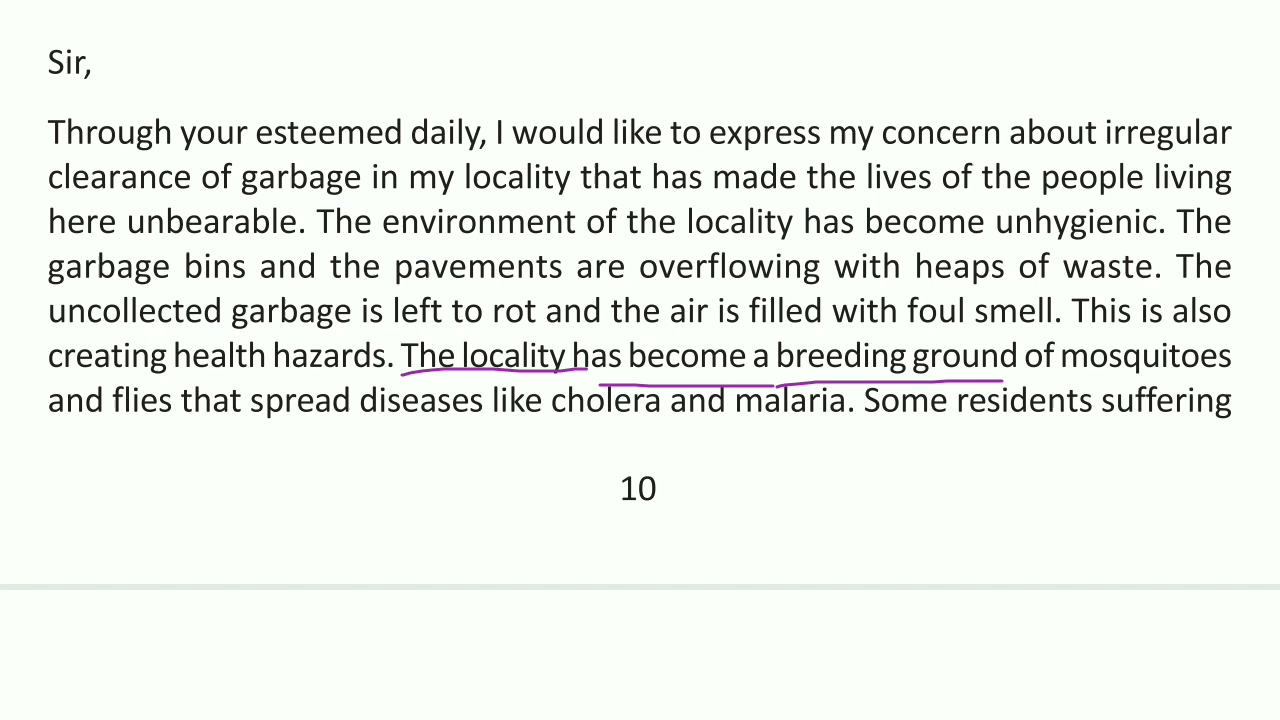 Sir,
Through your esteemed daily, I would like to express my concern about irregular
clearance of garbage in my locality that has made the lives of the people living
here unbearable. The environment of the locality has become unhygienic. The
garbage bins and the pavements are overflowing with heaps of waste. The
uncollected garbage is left to rot and the air is filled with foul smell. This is also
creating health hazards. The locality has become a breeding ground of mosquitoes
and flies that spread diseases like cholera and malaria. Some residents suffering
10